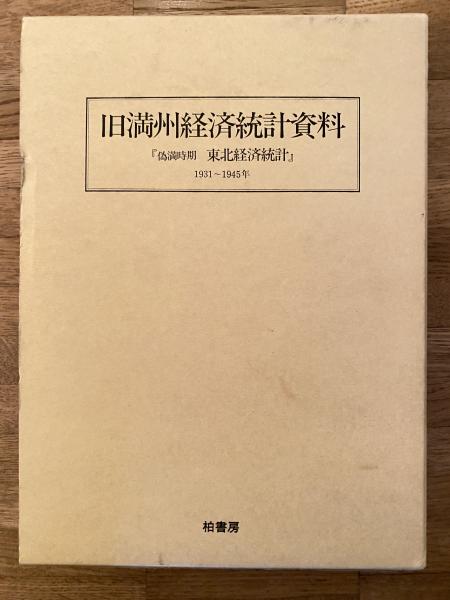 旧満州経済統計資料
『偽満時期 東北経済統計』
1931~1945年
柏書房